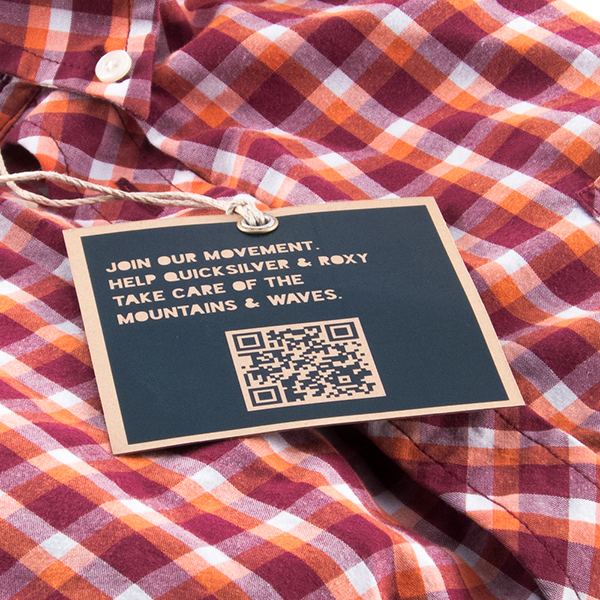 JOIN OUR MOVEMENT.
HELP QUICKSILVER & ROXY
TAKE CARE OF THE
MOUNTAINS & WAVES.